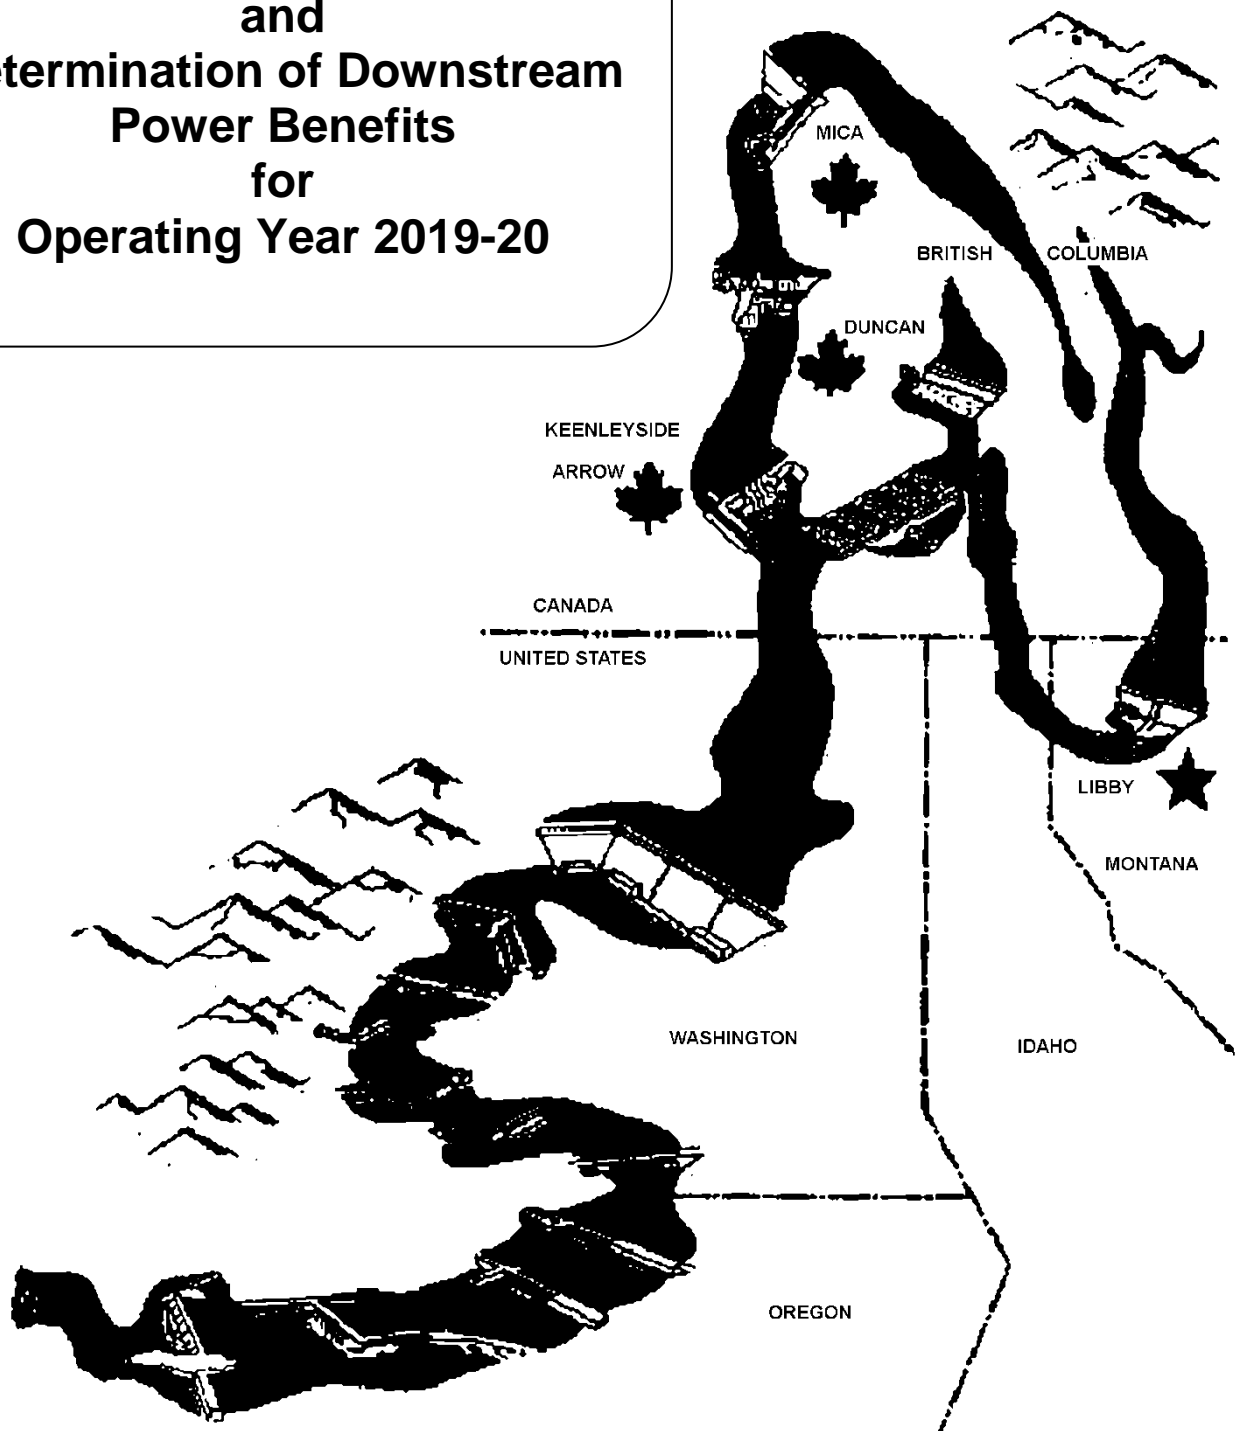 and
etermination of Downstream
Power Benefits
for
Operating Year 2019-20
MICA
BRITISH COLUMBIA
DUNCAN
KEENLEYSIDE
ARROW
CANADA
UNITED STATES
LIBBY
MONTANA
WASHINGTON
IDAHO
OREGON